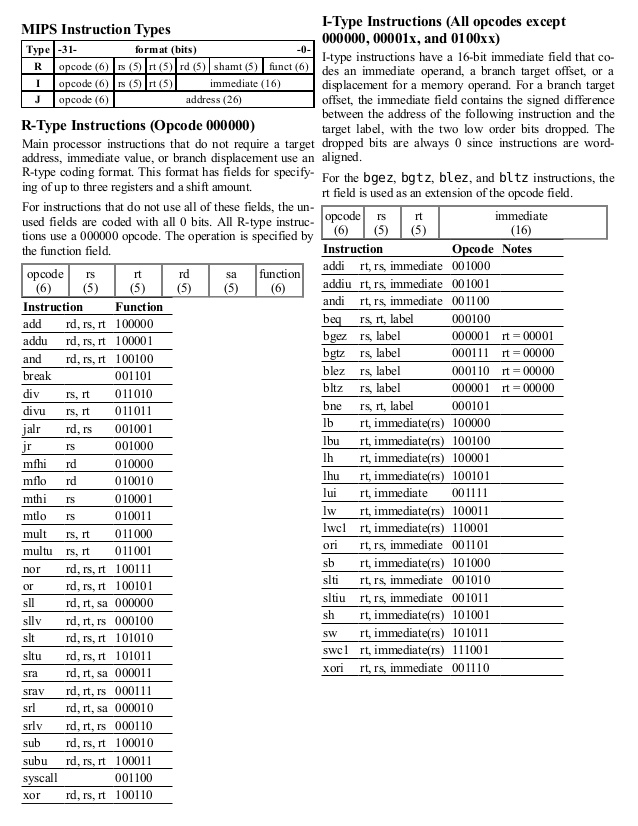 MIPS Instruction Types
Type -31- format (bits) -0-
R opcode (6) rs (5) rt (5) rd (5) shamt (5) funct (6)
I opcode (6) rs (5) rt (5) immediate (16)
J opcode (6) address (26)
R-Type Instructions (Opcode 000000)
Main processor instructions that do not require a target
address, immediate value, or branch displacement use an
R-type coding format. This format has fields for specify-
ing of up to three registers and a shift amount.
For instructions that do not use all of these fields, the un-
used fields are coded with all 0 bits. All R-type instruc-
tions use a 000000 opcode. The operation is specified by
the function field.
opcode rs rt rd sa function
(6) (5) (5) (5) (5) (6)
Instruction Function
add rd, rs, rt 100000
addu rd, rs, rt 100001
and rd, rs, rt 100100
break 001101
div rs, rt 011010
divu rs, rt 011011
jalr rd, rs 001001
jr rs 001000
mfhi rd 010000
mflo rd 010010
mthi rs 010001
mtlo rs 010011
mult rs, rt 011000
multu rs, rt 011001
nor rd, rs, rt 100111
or rd, rs, rt 100101
sll rd, rt, sa 000000
sllv rd, rt, rs 000100
slt rd, rs, rt 101010
sltu rd, rs, rt 101011
sra rd, rt, sa 000011
srav rd, rt, rs 000111
srl rd, rt, sa 000010
srlv rd, rt, rs 000110
sub rd, rs, rt 100010
subu rd, rs, rt 100011
syscall 001100
xor rd, rs, rt 100110
I-Type Instructions (All opcodes except
000000, 00001x, and 0100xx)
I-type instructions have a 16-bit immediate field that co-
des an immediate operand, a branch target offset, or a
displacement for a memory operand. For a branch target
offset, the immediate field contains the signed difference
between the address of the following instruction and the
target label, with the two low order bits dropped. The
dropped bits are always 0 since instructions are word-
aligned.
For the bgez, bgtz, blez, and bltz instructions, the
rt field is used as an extension of the opcode field.
opcode rs rt immediate
(6) (5) (5) (16)
Instruction Opcode Notes
addi rt, rs, immediate 001000
addiu rt, rs, immediate 001001
andi rt, rs, immediate 001100
beq rs, rt, label 000100
bgez rs, label 000001 rt = 00001
bgtz rs, label 000111 rt = 00000
blez rs, label 000110 rt = 00000
bltz rs, label 000001 rt = 00000
bne rs, rt, label 000101
lb rt, immediate(rs) 100000
lbu rt, immediate(rs) 100100
lh rt, immediate(rs) 100001
lhu rt, immediate(rs) 100101
lui rt, immediate 001111
lw rt, immediate(rs) 100011
lwc1 rt, immediate(rs) 110001
ori rt, rs, immediate 001101
sb rt, immediate(rs) 101000
slti rt, rs, immediate 001010
sltiu rt, rs, immediate 001011
sh rt, immediate(rs) 101001
sw rt, immediate(rs) 101011
swc1 rt, immediate(rs) 111001
xori rt, rs, immediate 001110